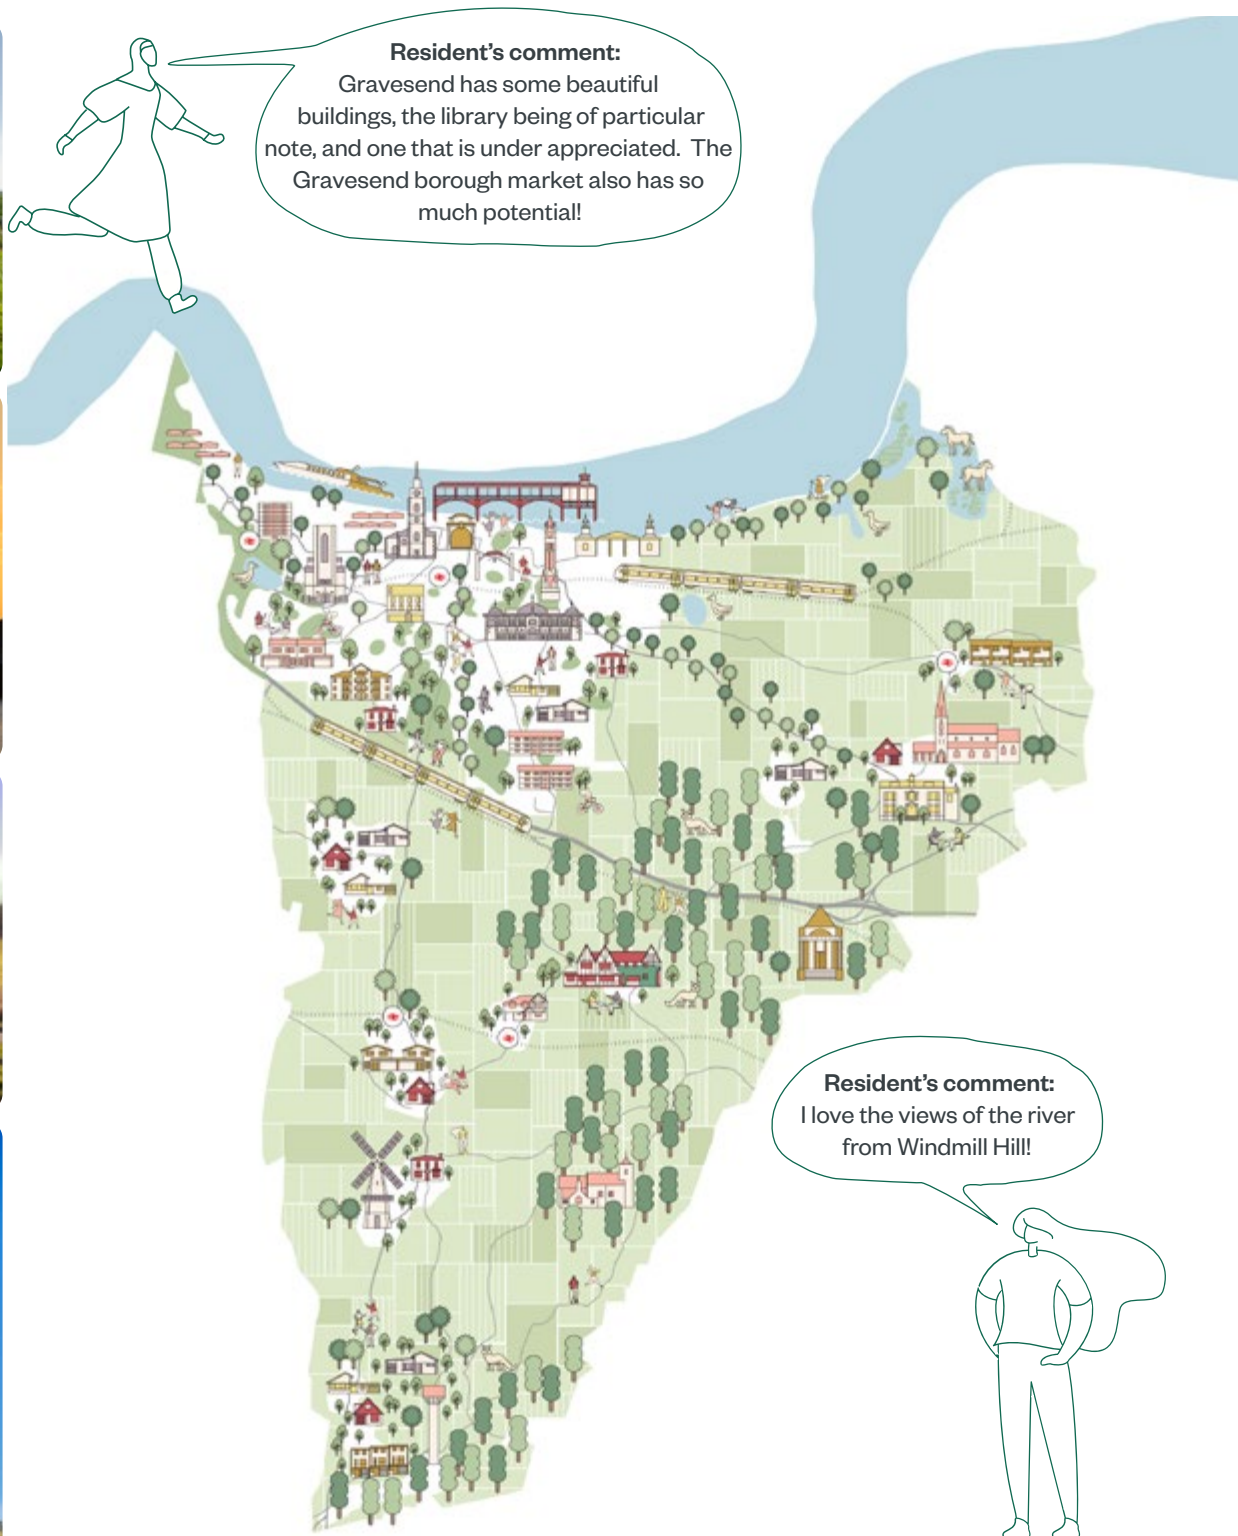 Resident’s comment:
Gravesend has some beautiful
buildings, the library being of particular
note, and one that is under appreciated.  The
Gravesend borough market also has so
much potential!
Resident’s comment:
I love the views of the river
from Windmill Hill!